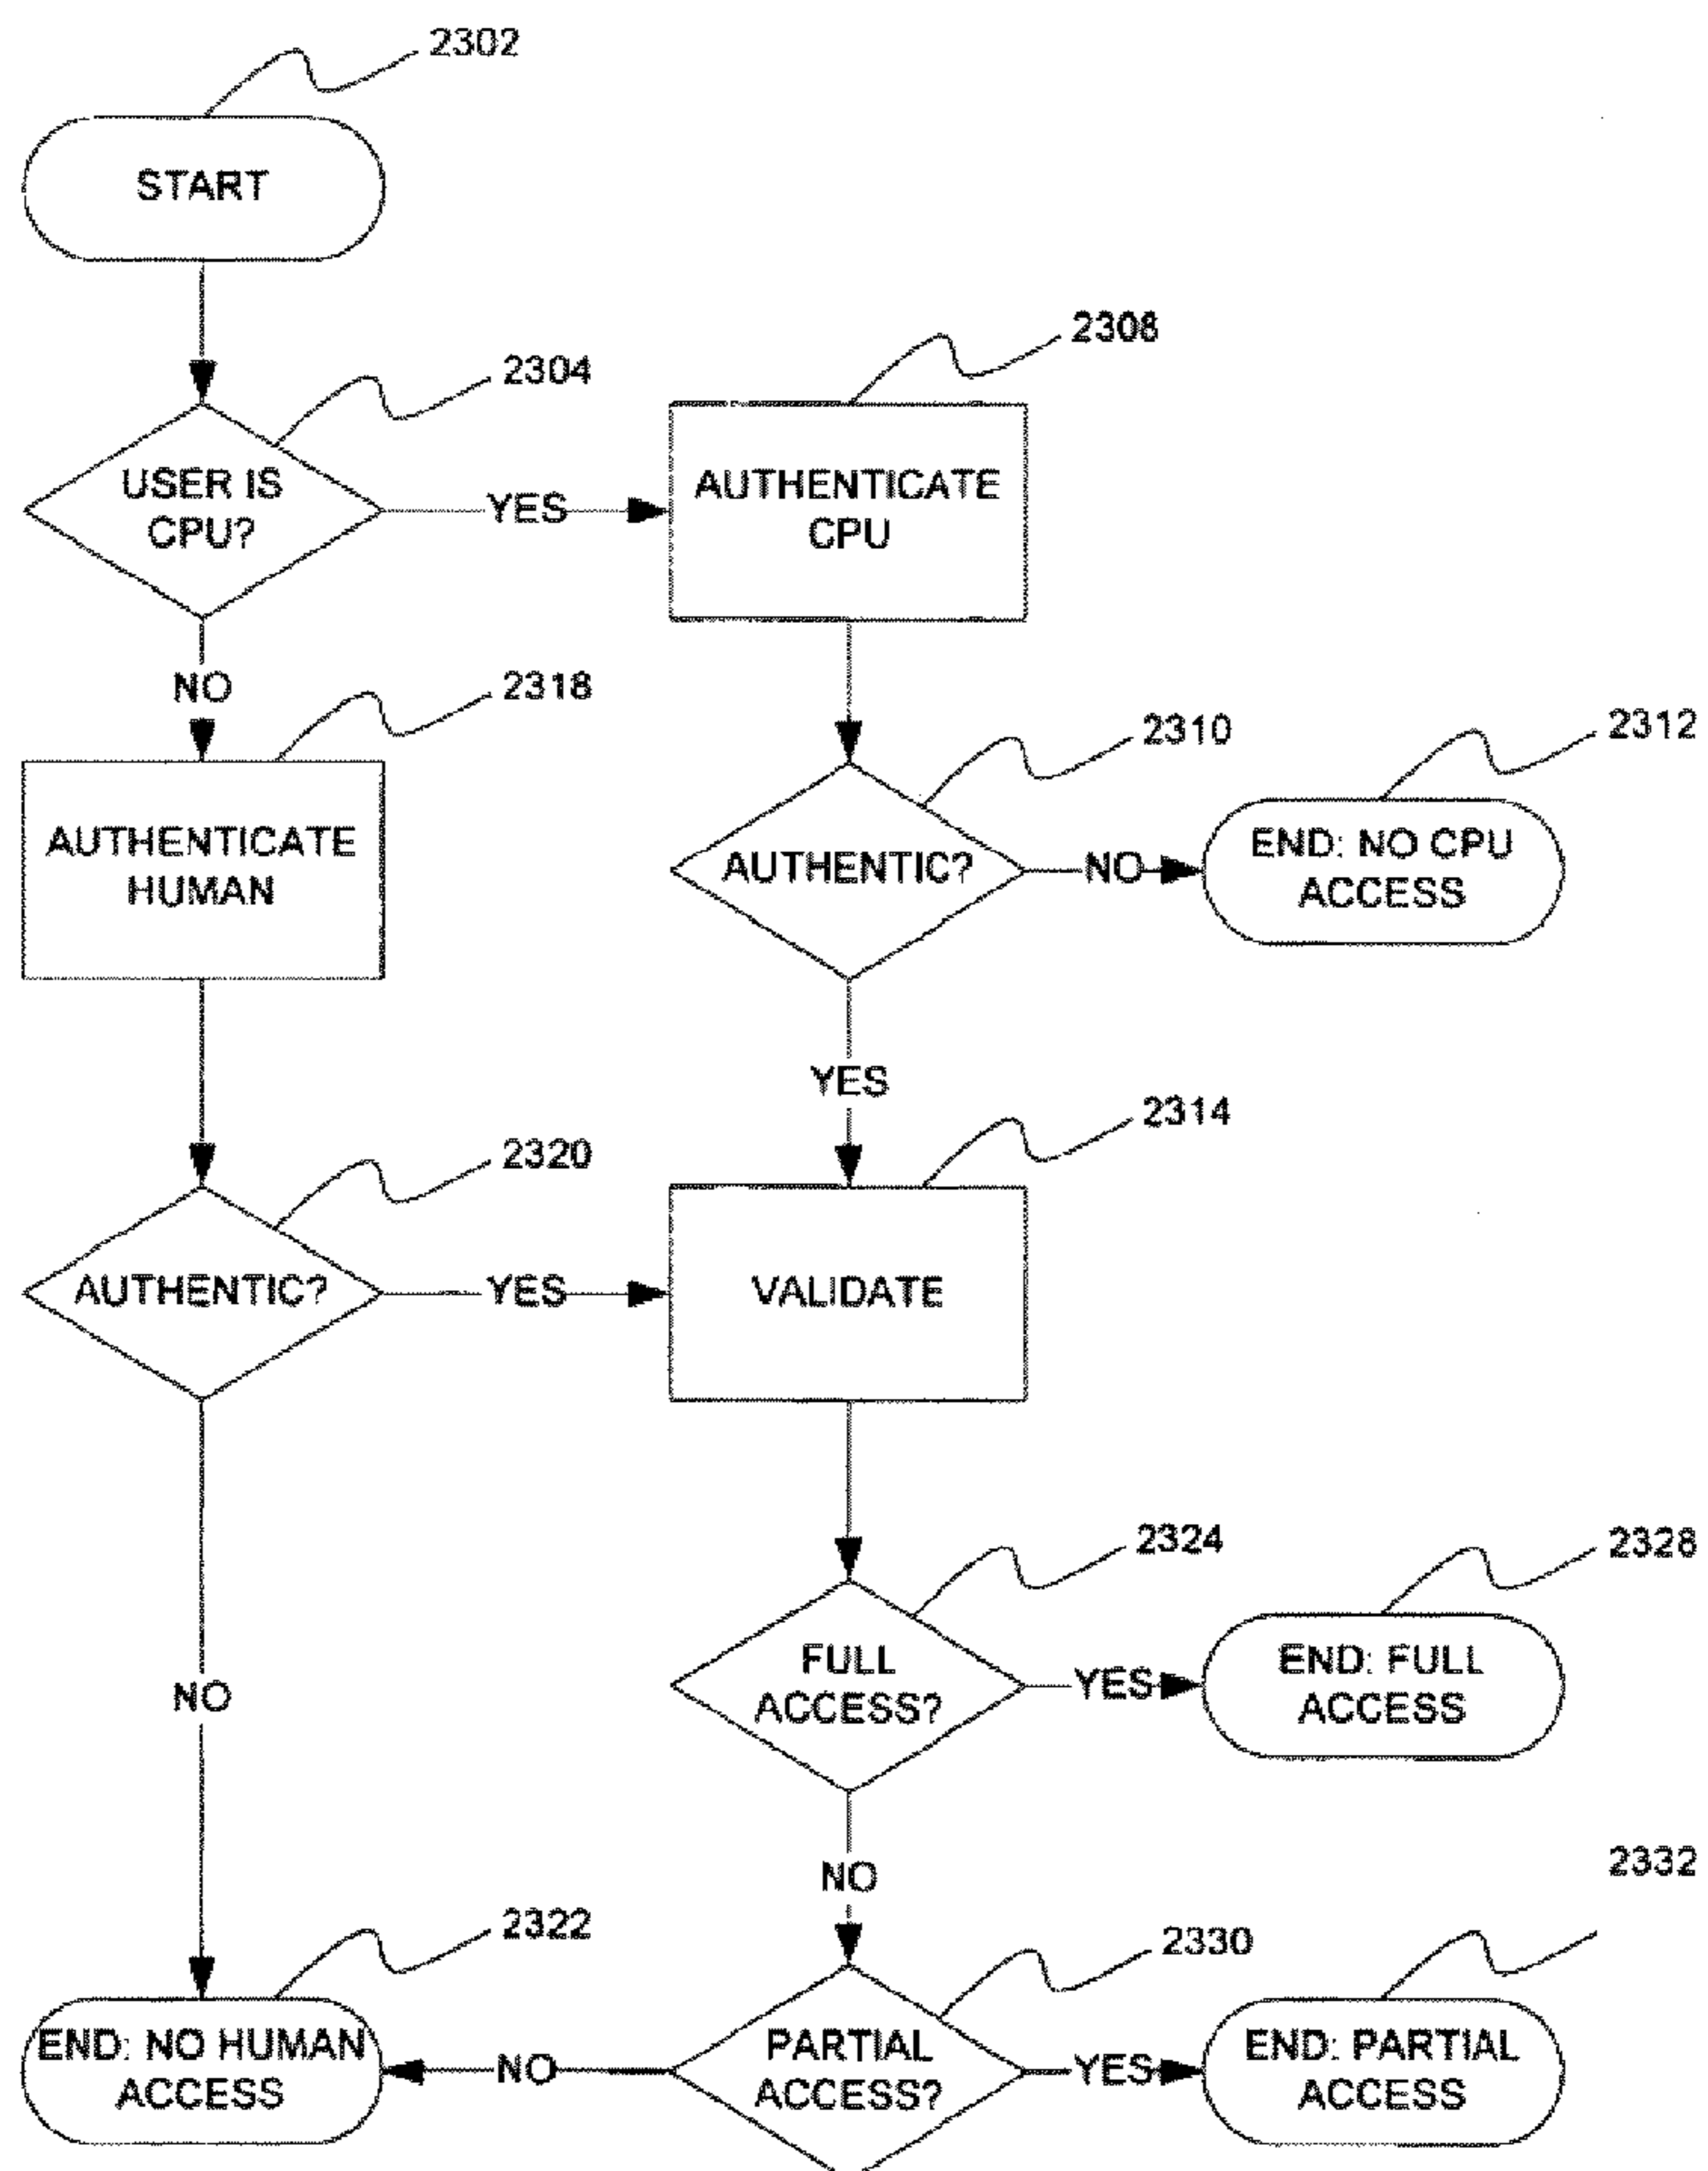 2302
START
2304
USER IS
CPU?
YES
2308
AUTHENTICATE
CPU
NO
2318
AUTHENTICATE
HUMAN
2310
AUTHENTIC?
NO
2312
END: NO CPU
ACCESS
YES
2314
2320
AUTHENTIC?
YES
VALIDATE
NO
2324
FULL
ACCESS?
YES
2328
END: FULL
ACCESS
NO
2332
2322
END: NO HUMAN
ACCESS
NO
2330
PARTIAL
ACCESS?
YES
END: PARTIAL
ACCESS